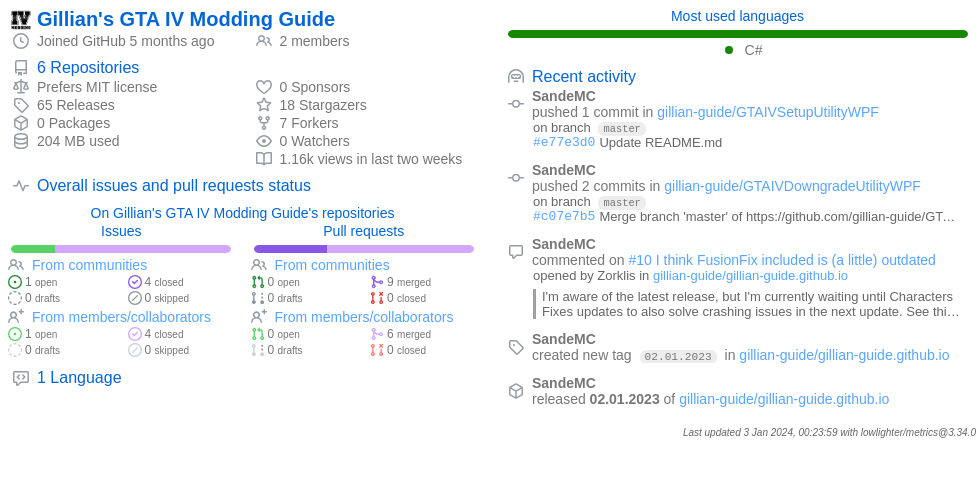 IV
Gillian's GTA IV Modding Guide
Joined GitHub 5 months ago
2 members
6 Repositories
Prefers MIT license
65 Releases
0 Packages
204 MB used
0 Sponsors
18 Stargazers
7 Forkers
0 Watchers
1.16k views in last two weeks
Overall issues and pull requests status
On Gillian's GTA IV Modding Guide's repositories
Issues
From communities
1 open
4 closed
0 drafts
0 skipped
From members/collaborators
1 open
4 closed
0 drafts
0 skipped
Pull requests
From communities
0 open
9 merged
0 drafts
0 closed
From members/collaborators
0 open
6 merged
0 drafts
0 closed
1 Language
Most used languages
C#
Recent activity
SandeMC
pushed 1 commit in gillian-guide/GTAIVSetupUtilityWPF
on branch master
#e77e3d0 Update README.md
SandeMC
pushed 2 commits in gillian-guide/GTAIVDowngradeUtilityWPF
on branch master
#c07e7b5 Merge branch 'master' of https://github.com/gillian-guide/GT…
SandeMC
commented on #10 I think FusionFix included is (a little) outdated
opened by Zorklis in gillian-guide/gillian-guide.github.io
I'm aware of the latest release, but I'm currently waiting until Characters
Fixes updates to also solve crashing issues in the next update. See thi…
SandeMC
created new tag 02.01.2023 in gillian-guide/gillian-guide.github.io
SandeMC
released 02.01.2023 of gillian-guide/gillian-guide.github.io
Last updated 3 Jan 2024, 00:23:59 with lowlighter/metrics@3.34.0